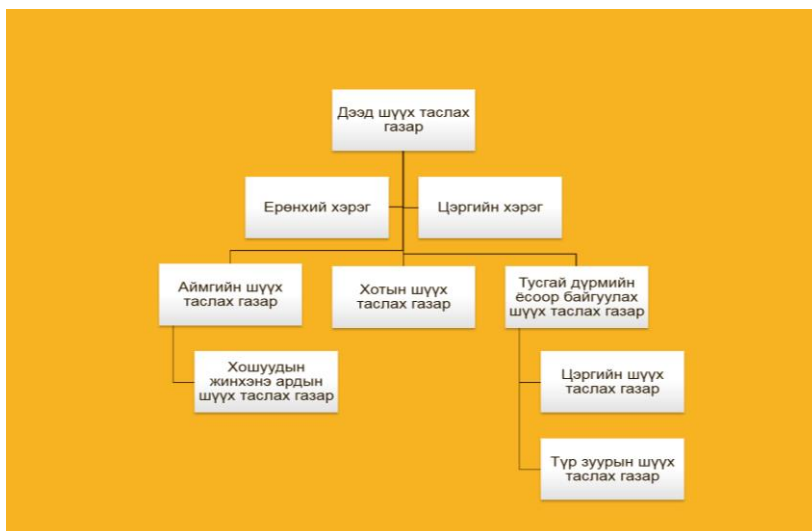 Дээд шүүх таслах
газар
Ерөнхий хэрэг
Цэргийн хэрэг
Аймгийн шүүх
таслах газар
Хотын шүүх
таслах газар
Тусгай дүрмийн
ёсоор байгуулах
шүүх таслах газар
Хошуудын
жинхэнэ ардын
шүүх таслах газар
Цэргийн шүүх
таслах газар
Түр зуурын шүүх
таслах газар